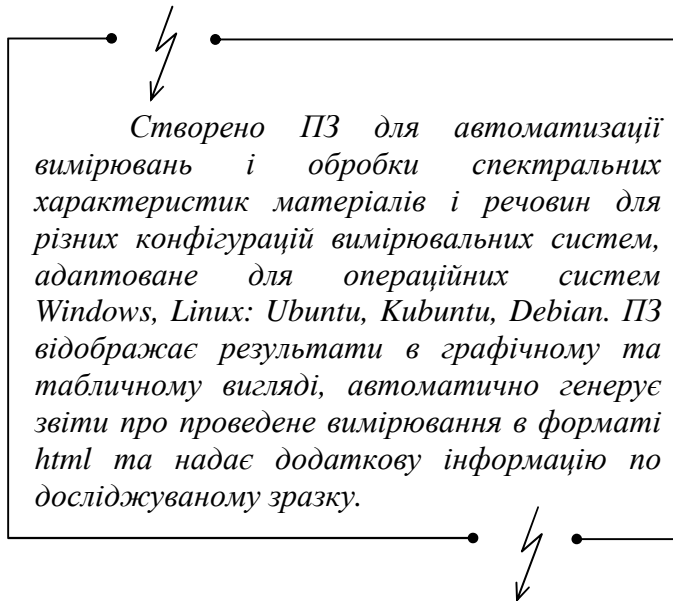 Створено ПЗ для автоматизації
вимірювань і обробки спектральних
характеристик матеріалів і речовин для
різних конфігурацій вимірювальних систем,
адаптоване для операційних систем
Windows, Linux: Ubuntu, Kubuntu, Debian. ПЗ
відображає результати в графічному та
табличному вигляді, автоматично генерує
звіти про проведене вимірювання в форматі
html та надає додаткову інформацію по
досліджуваному зразку.